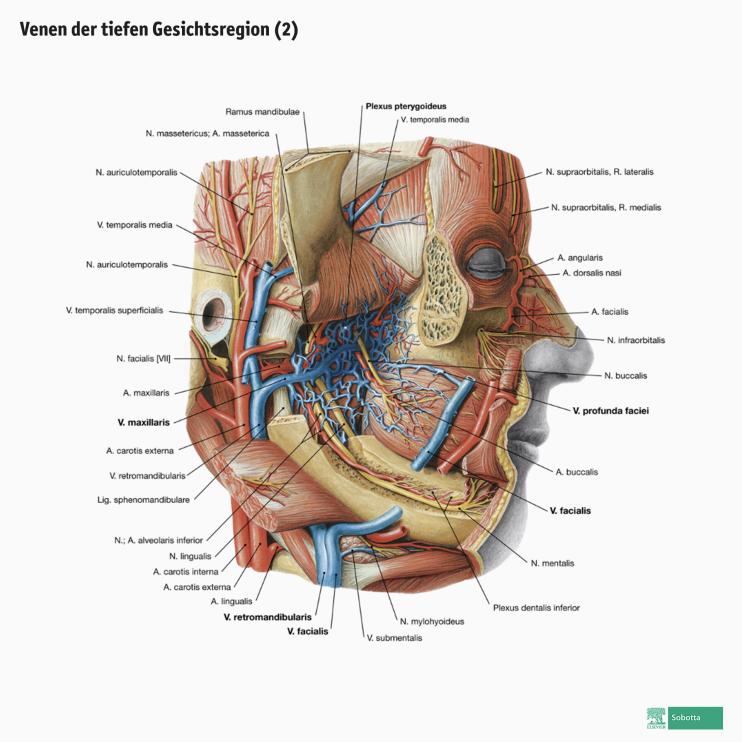 Venen der tiefen Gesichtsregion (2)
Ramus mandibulae
Plexus pterygoideus
V. temporalis media
N. massetericus; A. masseterica
N. auriculotemporalis
V. temporalis media
N. auriculotemporalis
V. temporalis superficialis
N. facialis [VII]
A. maxillaris
V. maxillaris
A. carotis externa
V. retromandibularis
Lig. sphenomandibulare
N.; A. alveolaris inferior
N. lingualis
A. carotis interna
A. carotis externa
A. lingualis
V. retromandibularis
V. facialis
N. supraorbitalis, R. lateralis
N. supraorbitalis, R. medialis
A. angularis
A. dorsalis nasi
A. facialis
N. infraorbitalis
N. buccalis
V. profunda faciei
A. buccalis
V. facialis
N. mentalis
Plexus dentalis inferior
N. mylohyoideus
V. submentalis
ELSEVIER
Sobotta